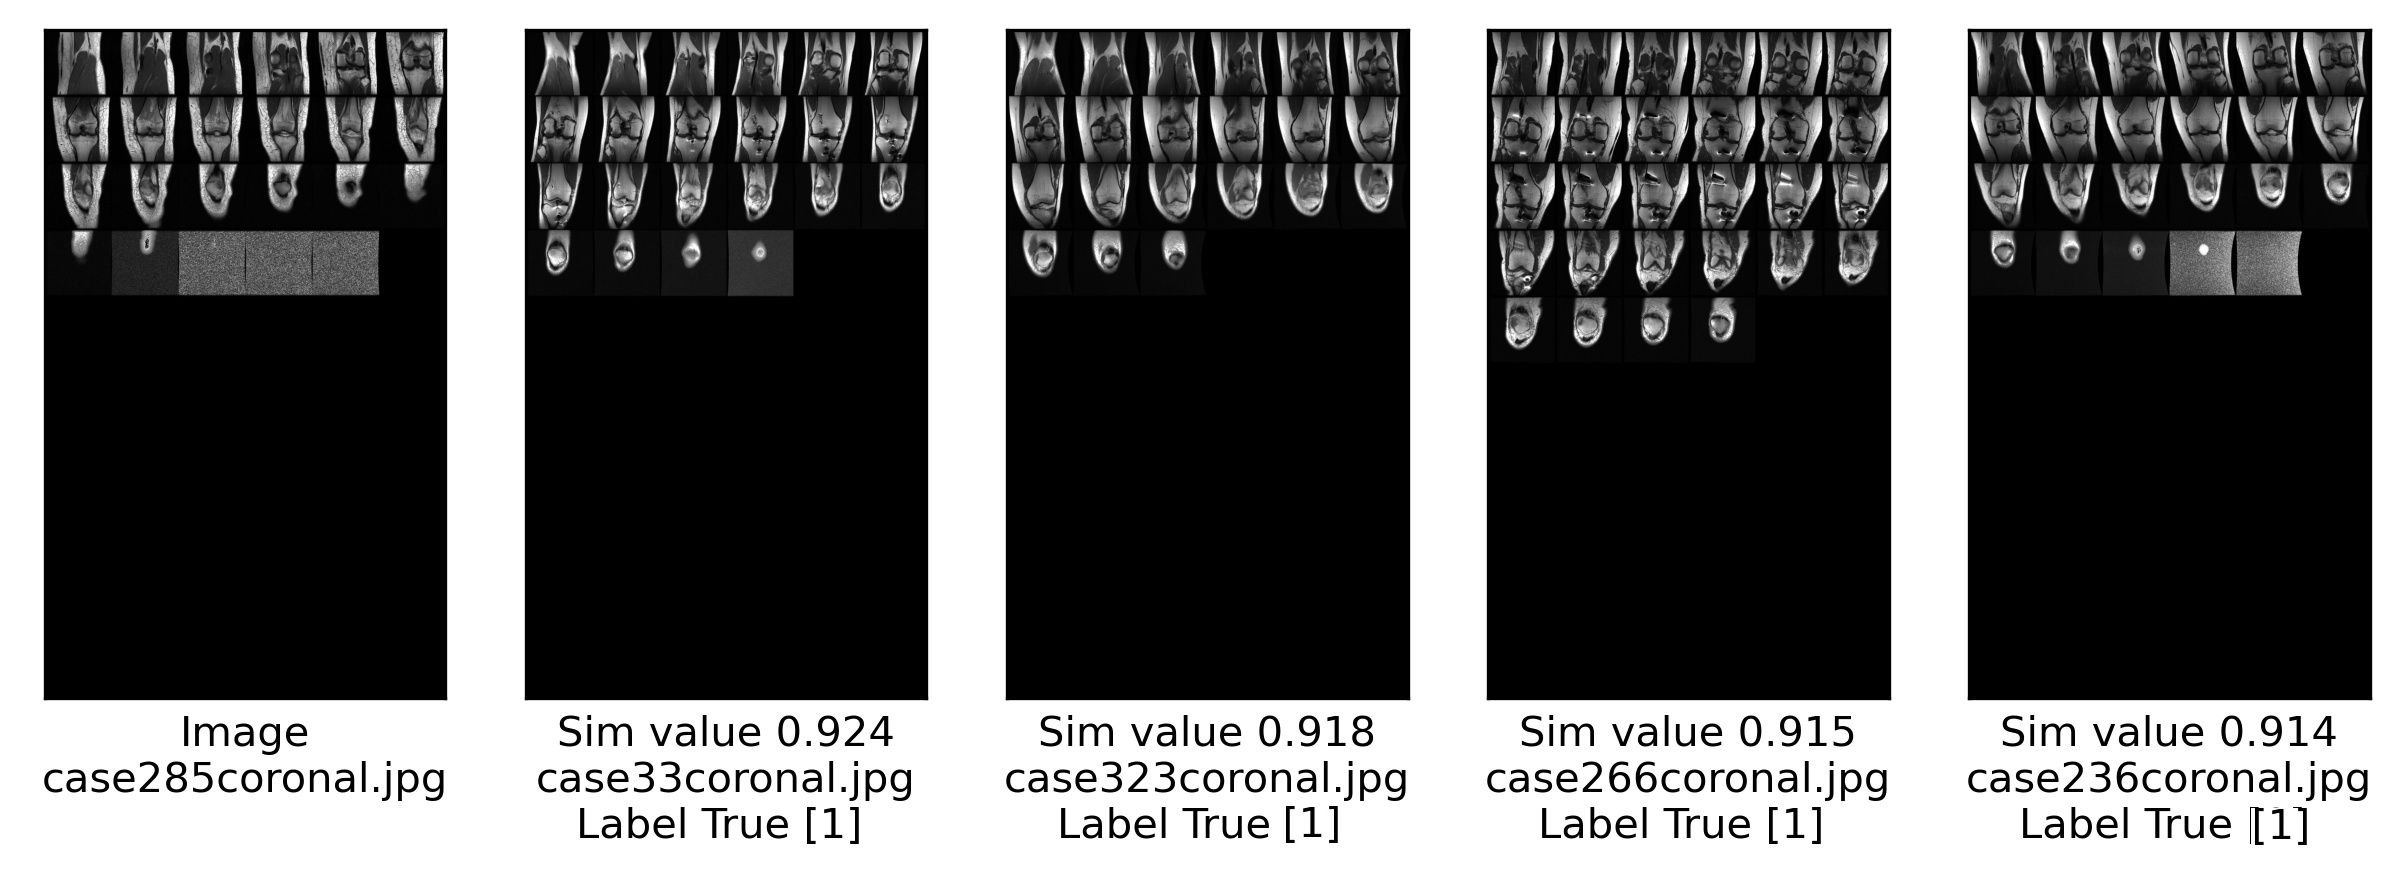 Image
case285coronal.jpg
Sim value 0.924
case33coronal.jpg
Label True [1]
Sim value 0.918
case323coronal.jpg
Label True [1]
Sim value 0.915
case266coronal.jpg
Label True [1]
Sim value 0.914
case236coronal.jpg
Label True [1]